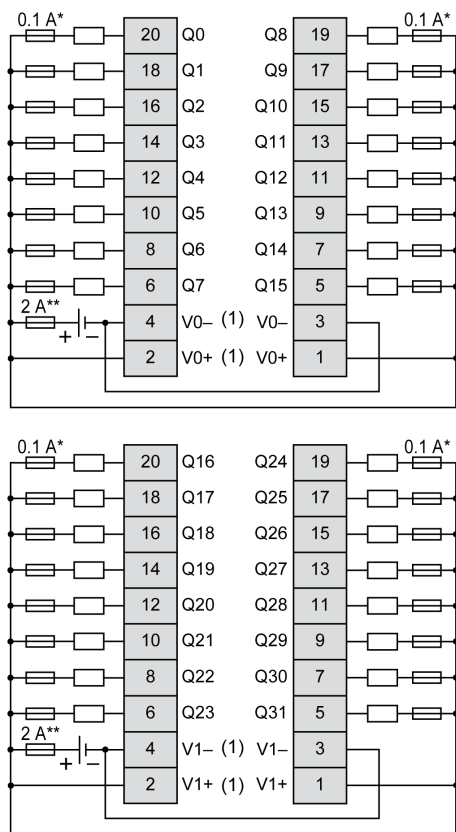 0.1 A* 20 Q0 Q8 19 0.1 A*
18 Q1 Q9 17
16 Q2 Q10 15
14 Q3 Q11 13
12 Q4 Q12 11
10 Q5 Q13 9
8 Q6 Q14 7
6 Q7 Q15 5
2 A** + − 4 V0− (1) V0− 3
2 V0+ (1) V0+ 1
0.1 A* 20 Q16 Q24 19 0.1 A*
18 Q17 Q25 17
16 Q18 Q26 15
14 Q19 Q27 13
12 Q20 Q28 11
10 Q21 Q29 9
8 Q22 Q30 7
6 Q23 Q31 5
2 A** + − 4 V1− (1) V1− 3
2 V1+ (1) V1+ 1